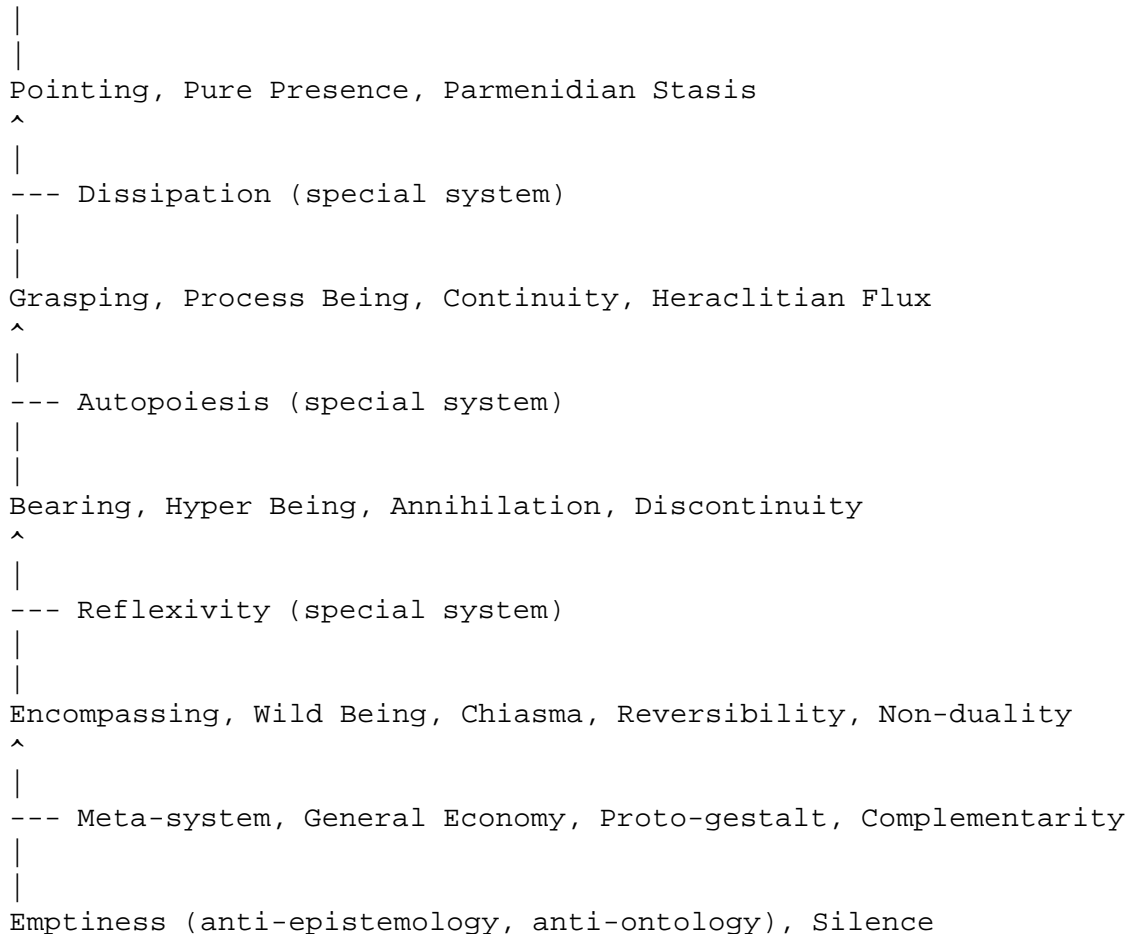 |
|
Pointing, Pure Presence, Parmenidian Stasis
^
|
--- Dissipation (special system)
|
|
Grasping, Process Being, Continuity, Heraclitian Flux
^
|
--- Autopoiesis (special system)
|
|
Bearing, Hyper Being, Annihilation, Discontinuity
^
|
--- Reflexivity (special system)
|
|
Encompassing, Wild Being, Chiasma, Reversibility, Non-duality
^
|
--- Meta-system, General Economy, Proto-gestalt, Complementarity
|
|
Emptiness (anti-epistemology, anti-ontology), Silence